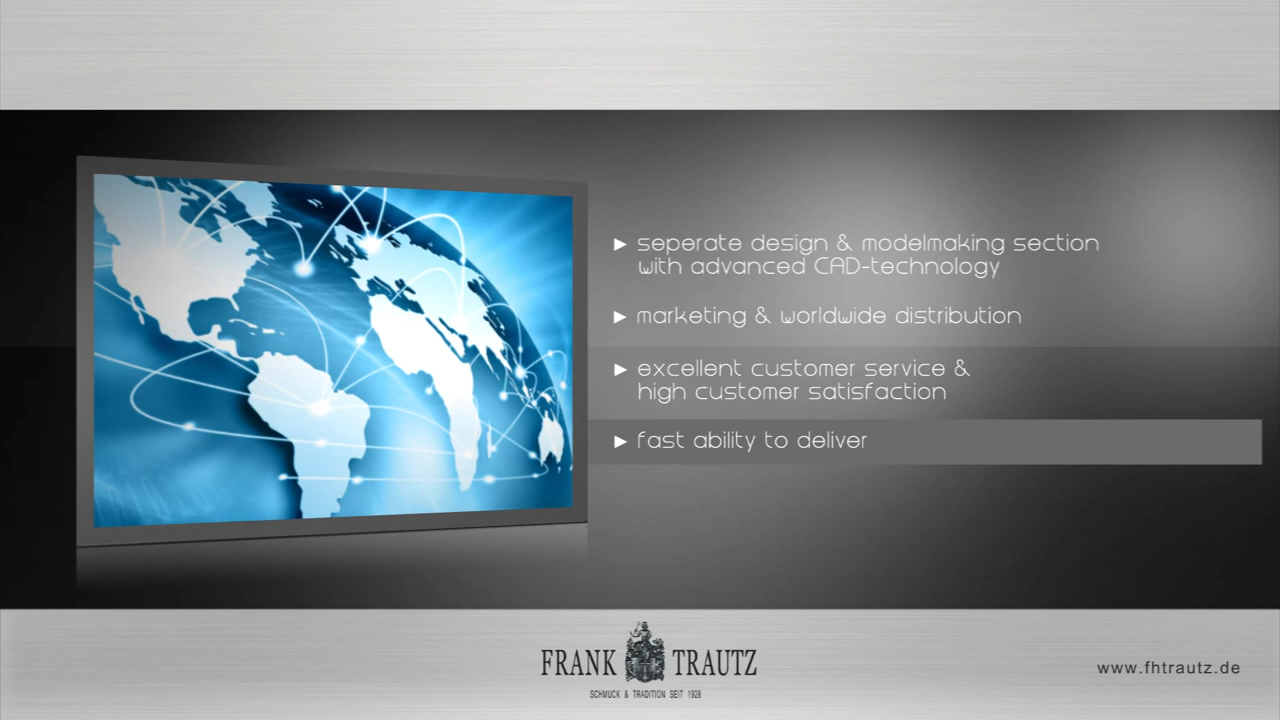 ► seperate design & modelmaking section
with advanced CAD-technology
► marketing & worldwide distribution
► excellent customer service &
high customer satisfaction
► fast ability to deliver
FRANK TRAUTZ
SCHMUCK & TRADITION SEIT 1928
www.fhtrautz.de